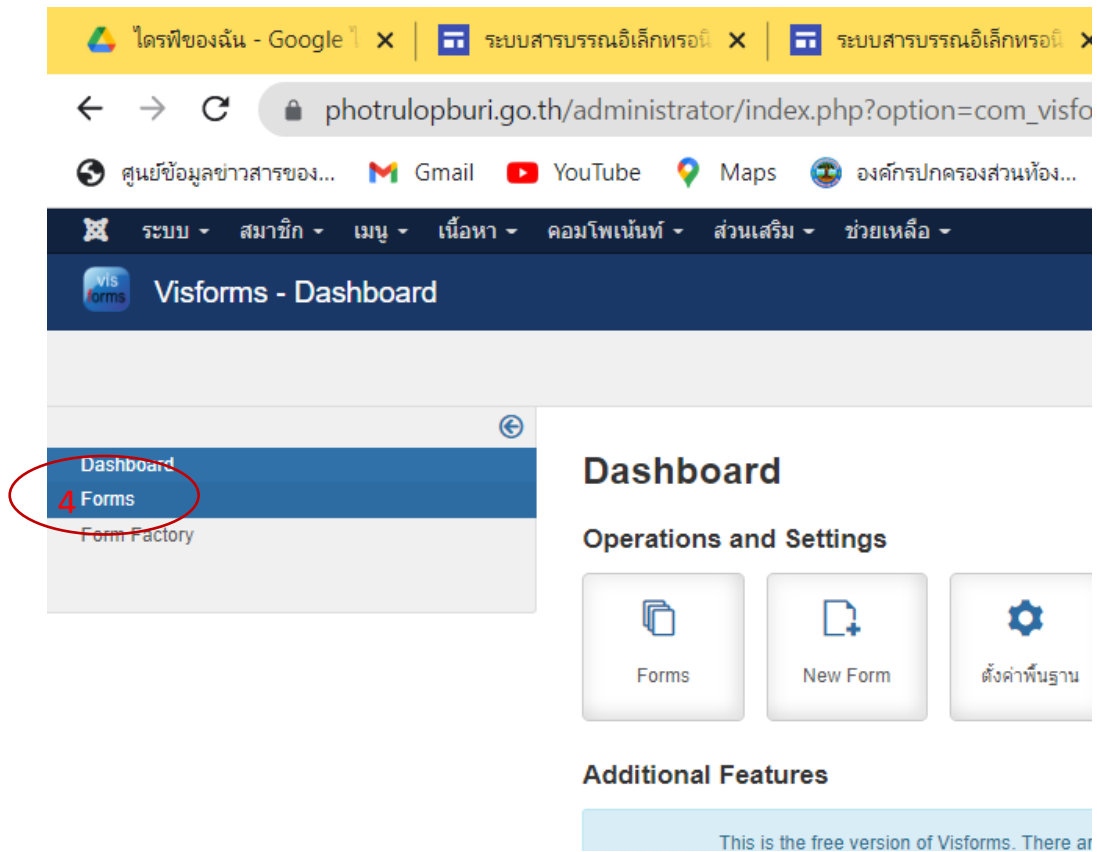 ไดรฟ์ของฉัน - Google ไ ระบบสารบรรณอิเล็กทรอนิ ระบบสารบรรณอิเล็กทรอนิ
photrulopburi.go.th/administrator/index.php?option=com_visfo
ศูนย์ข้อมูลข่าวสารของ... Gmail YouTube Maps องค์กรปกครองส่วนท้อง...
ระบบ สมาชิก เมนู เนื้อหา คอมโพเน้นท์ ส่วนเสริม ช่วยเหลือ
vis forms Visforms - Dashboard
Dashboard
4 Forms
Form Factory
Dashboard
Operations and Settings
Forms New Form ตั้งค่าพื้นฐาน
Additional Features
This is the free version of Visforms. There ar